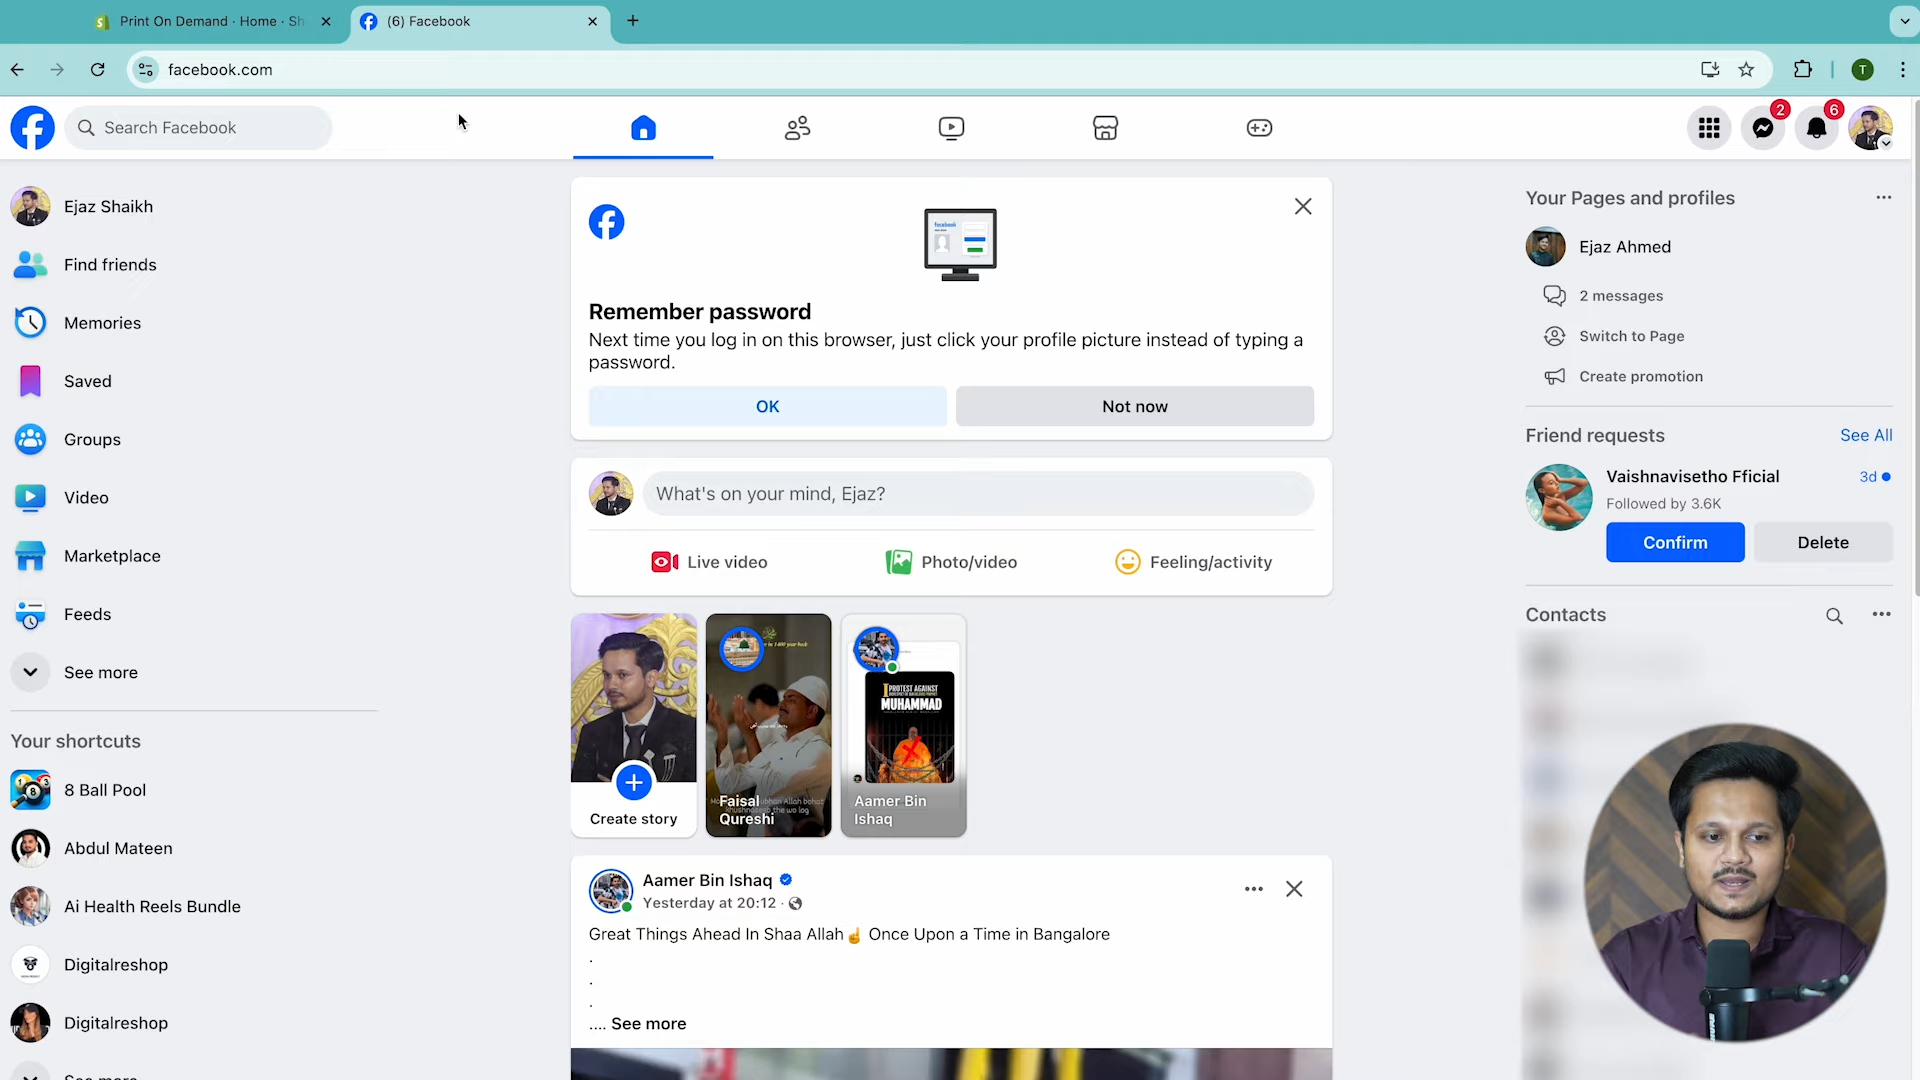 Print On Demand · Home · Sh
(6) Facebook
facebook.com
T
Search Facebook
2
6
Ejaz Shaikh
Find friends
Memories
Saved
Groups
Video
Marketplace
Feeds
See more
Your shortcuts
8 Ball Pool
Abdul Mateen
Ai Health Reels Bundle
Digitalreshop
Digitalreshop
See more
facebook
Remember password
Next time you log in on this browser, just click your profile picture instead of typing a
password.
OK
Not now
What's on your mind, Ejaz?
Live video
Photo/video
Feeling/activity
Create story
Faisal
Qureshi
I PROTEST AGAINST
MUHAMMAD
Aamer Bin
Ishaq
Aamer Bin Ishaq
Yesterday at 20:12 ·
Great Things Ahead In Shaa Allah☝️ Once Upon a Time in Bangalore
.
.
.
.... See more
Your Pages and profiles
Ejaz Ahmed
2 messages
Switch to Page
Create promotion
Friend requests
See All
Vaishnavisetho Fficial
3d
Followed by 3.6K
Confirm
Delete
Contacts